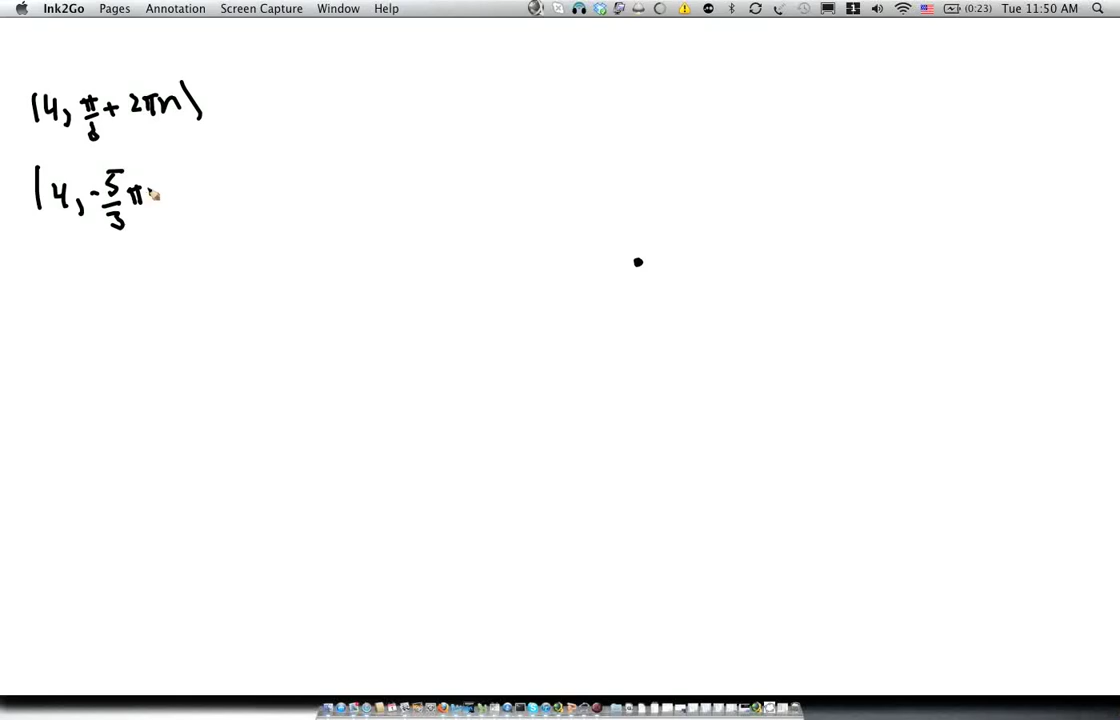 Ink2Go Pages Annotation Screen Capture Window Help (0:23) Tue 11:50 AM
(4, π/6 + 2πn)
(4, -5/3 π